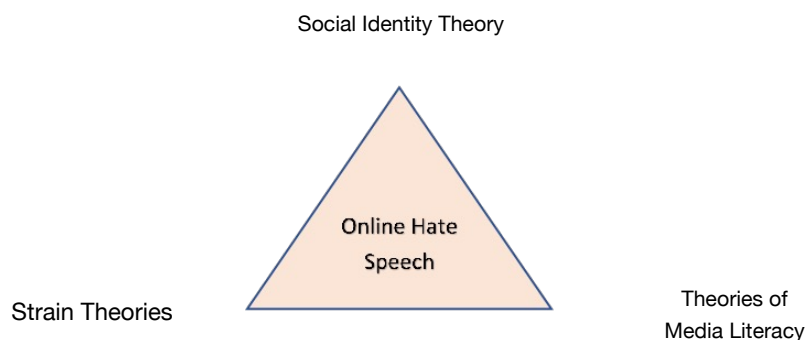 Social Identity Theory
Online Hate
Speech
Strain Theories
Theories of
Media Literacy